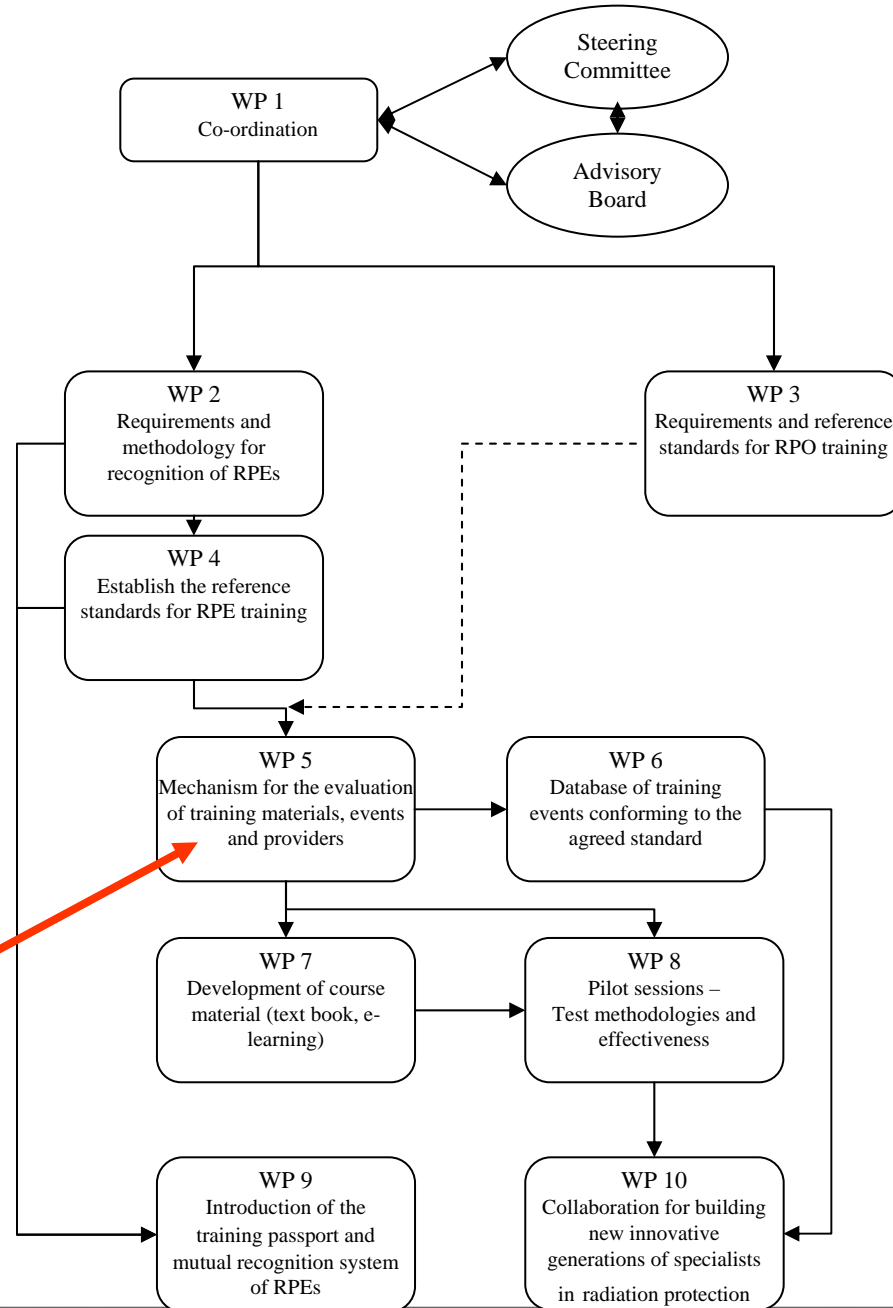 Steering
Committee
WP 1
Co-ordination
Advisory
Board
WP 2
Requirements and
methodology for
recognition of RPEs
WP 3
Requirements and reference
standards for RPO training
WP 4
Establish the reference
standards for RPE training
WP 5
Mechanism for the evaluation
of training materials, events
and providers
WP 6
Database of training
events conforming to the
agreed standard
WP 7
Development of course
material (text book, e-
learning)
WP 8
Pilot sessions –
Test methodologies and
effectiveness
WP 9
Introduction of the
training passport and
mutual recognition system
of RPEs
WP 10
Collaboration for building
new innovative
generations of specialists
in radiation protection